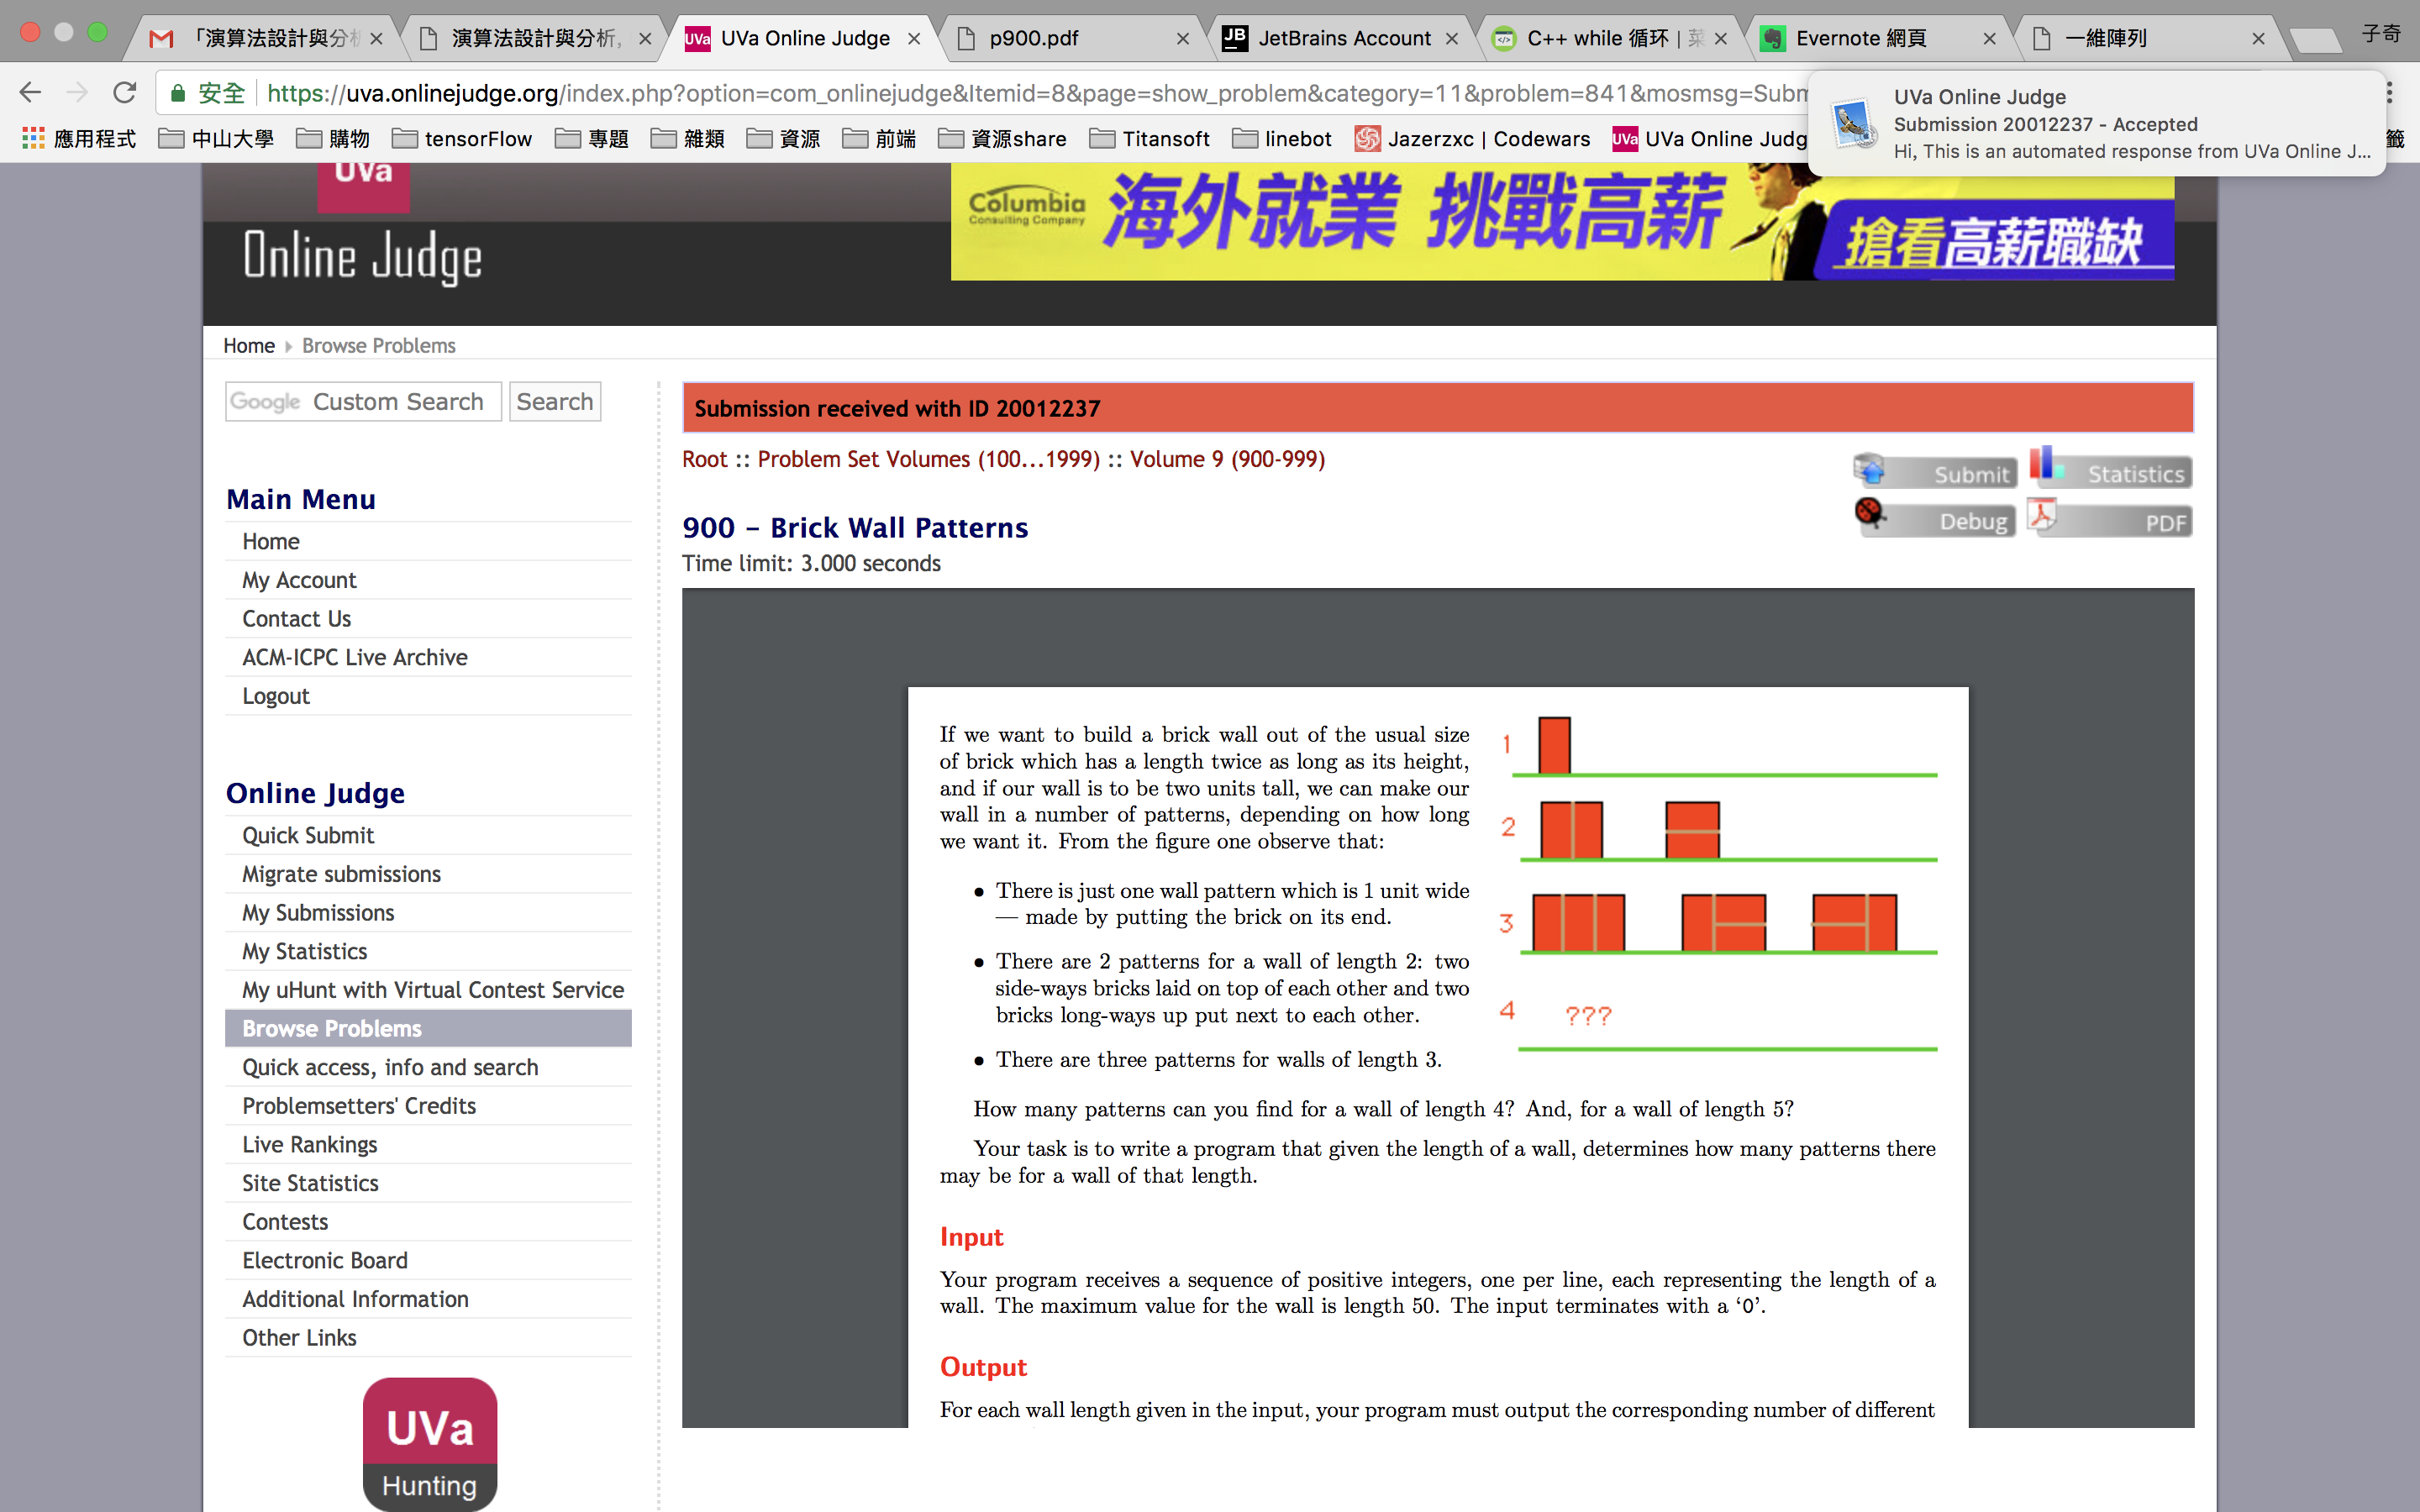 「演算法設計與分析
演算法設計與分析,
UVa UVa Online Judge
p900.pdf
JB JetBrains Account
C++ while 循环 | 菜
Evernote 網頁
一維陣列
子奇
安全 https://uva.onlinejudge.org/index.php?option=com_onlinejudge&Itemid=8&page=show_problem&category=11&problem=841&mosmsg=Subm
UVa Online Judge
Submission 20012237 - Accepted
Hi, This is an automated response from UVa Online J...
應用程式 中山大學 購物 tensorFlow 專題 雜類 資源 前端 資源share Titansoft linebot Jazerzxc | Codewars UVa UVa Online Judg 籤
UVa
Online Judge
Columbia
Consulting Company
海外就業 挑戰高薪
搶看高薪職缺
Home Browse Problems
Google Custom Search Search
Main Menu
Home
My Account
Contact Us
ACM-ICPC Live Archive
Logout
Online Judge
Quick Submit
Migrate submissions
My Submissions
My Statistics
My uHunt with Virtual Contest Service
Browse Problems
Quick access, info and search
Problemsetters' Credits
Live Rankings
Site Statistics
Contests
Electronic Board
Additional Information
Other Links
UVa
Hunting
Submission received with ID 20012237
Root :: Problem Set Volumes (100...1999) :: Volume 9 (900-999)
Submit Statistics
Debug PDF
900 - Brick Wall Patterns
Time limit: 3.000 seconds
If we want to build a brick wall out of the usual size
of brick which has a length twice as long as its height,
and if our wall is to be two units tall, we can make our
wall in a number of patterns, depending on how long
we want it. From the figure one observe that:
• There is just one wall pattern which is 1 unit wide
— made by putting the brick on its end.
• There are 2 patterns for a wall of length 2: two
side-ways bricks laid on top of each other and two
bricks long-ways up put next to each other.
• There are three patterns for walls of length 3.
1
2
3
4 ???
How many patterns can you find for a wall of length 4? And, for a wall of length 5?
Your task is to write a program that given the length of a wall, determines how many patterns there
may be for a wall of that length.
Input
Your program receives a sequence of positive integers, one per line, each representing the length of a
wall. The maximum value for the wall is length 50. The input terminates with a ‘0’.
Output
For each wall length given in the input, your program must output the corresponding number of different